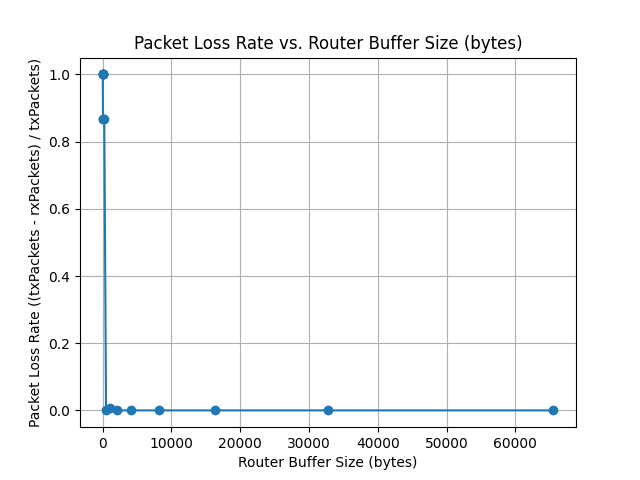 Packet Loss Rate vs. Router Buffer Size (bytes)
Packet Loss Rate ((txPackets - rxPackets) / txPackets)
1.0
0.8
0.6
0.4
0.2
0.0
0 10000 20000 30000 40000 50000 60000
Router Buffer Size (bytes)